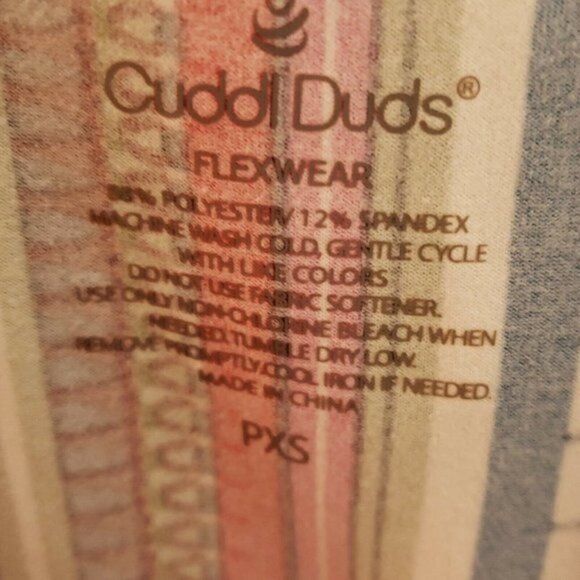 Cuddl Duds®
FLEXWEAR
88% POLYESTER/ 12% SPANDEX
MACHINE WASH COLD, GENTLE CYCLE
WITH LIKE COLORS
DO NOT USE FABRIC SOFTENER.
USE ONLY NON-CHLORINE BLEACH WHEN
NEEDED. TUMBLE DRY LOW.
REMOVE PROMPTLY. COOL IRON IF NEEDED.
MADE IN CHINA
PXS